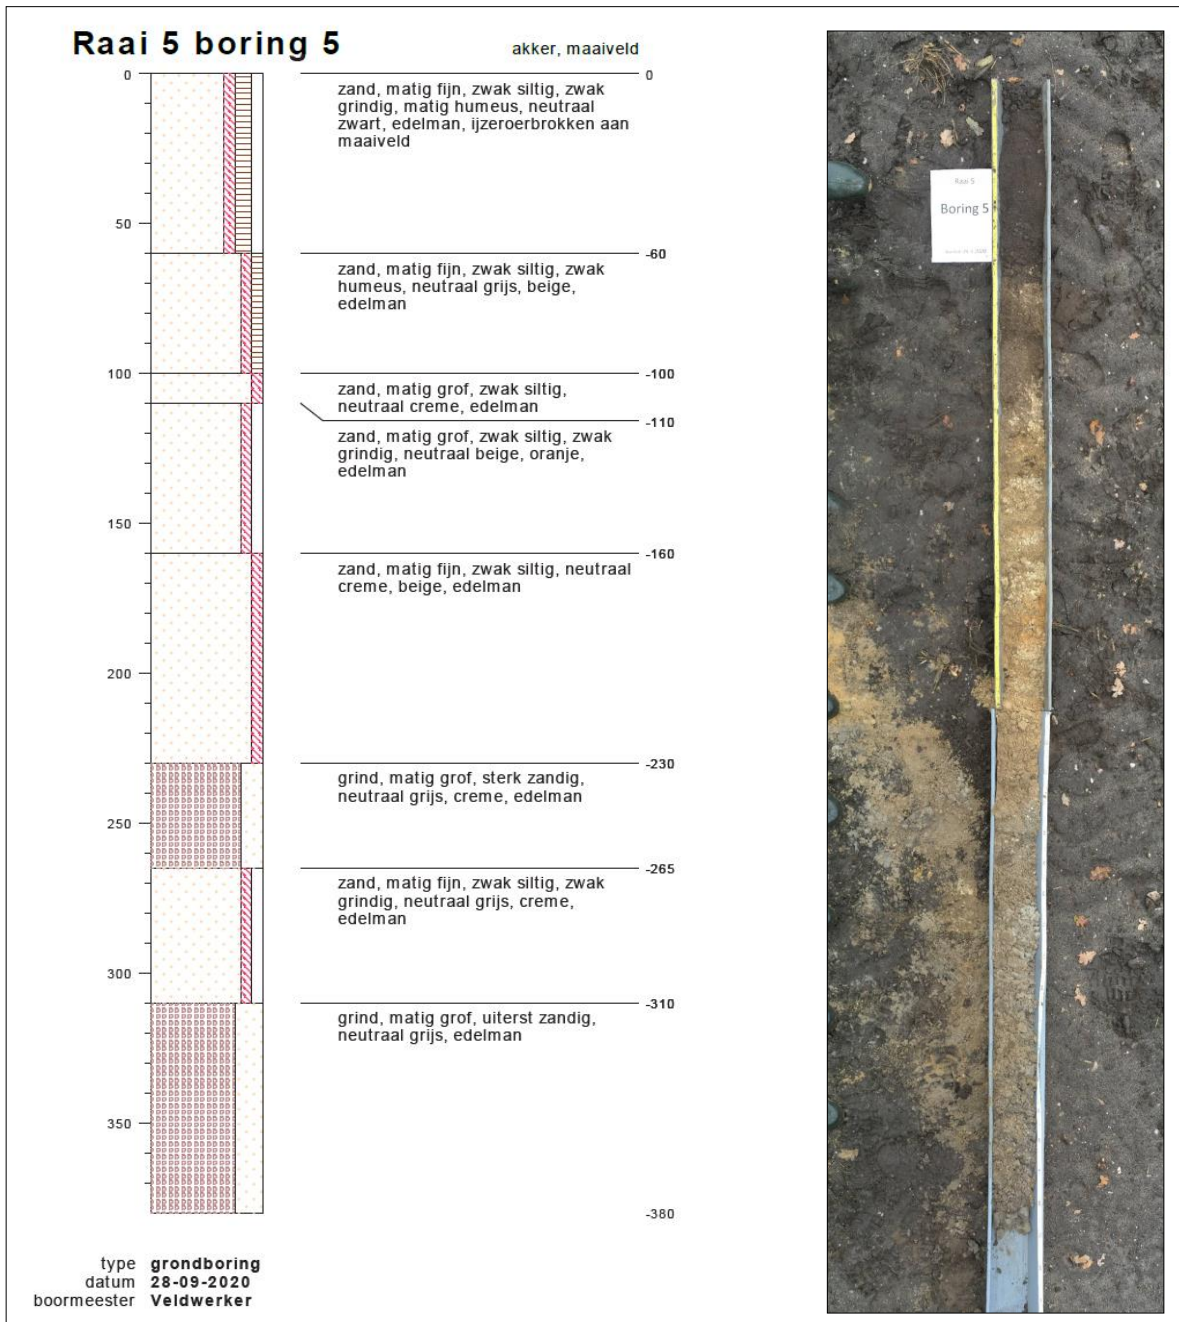 Raai 5 boring 5
akker, maaiveld
0
0
zand, matig fijn, zwak siltig, zwak
grindig, matig humeus, neutraal
zwart, edelman, ijzeroerbrokken aan
maaiveld
50
-60
zand, matig fijn, zwak siltig, zwak
humeus, neutraal grijs, beige,
edelman
100
-100
zand, matig grof, zwak siltig,
neutraal creme, edelman
-110
zand, matig grof, zwak siltig, zwak
grindig, neutraal beige, oranje,
edelman
150
-160
zand, matig fijn, zwak siltig, neutraal
creme, beige, edelman
200
-230
grind, matig grof, sterk zandig,
neutraal grijs, creme, edelman
250
-265
zand, matig fijn, zwak siltig, zwak
grindig, neutraal grijs, creme,
edelman
300
-310
grind, matig grof, uiterst zandig,
neutraal grijs, edelman
350
-380
type grondboring
datum 28-09-2020
boormeester Veldwerker
Raai 5
Boring 5